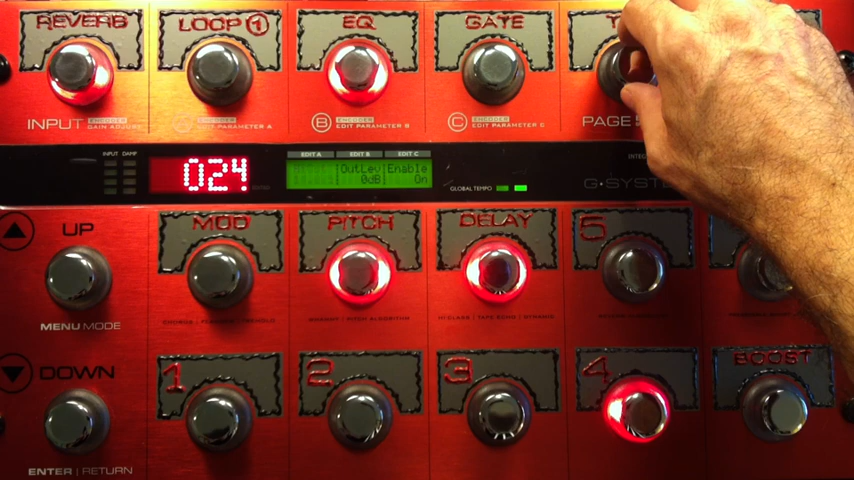 REVERB LOOP 1 EQ GATE T
INPUT ENCODER GAIN ADJUST
ENCODER EDIT PARAMETER A
B ENCODER EDIT PARAMETER B
C ENCODER EDIT PARAMETER C
PAGE
INPUT DAMP
024
EDIT A EDIT B EDIT C
OutLev Enable
0dB On
GLOBAL TEMPO
G·SYSTE
UP MOD PITCH DELAY 5
MENU MODE
DOWN 1 2 3 4 BOOST
ENTER | RETURN